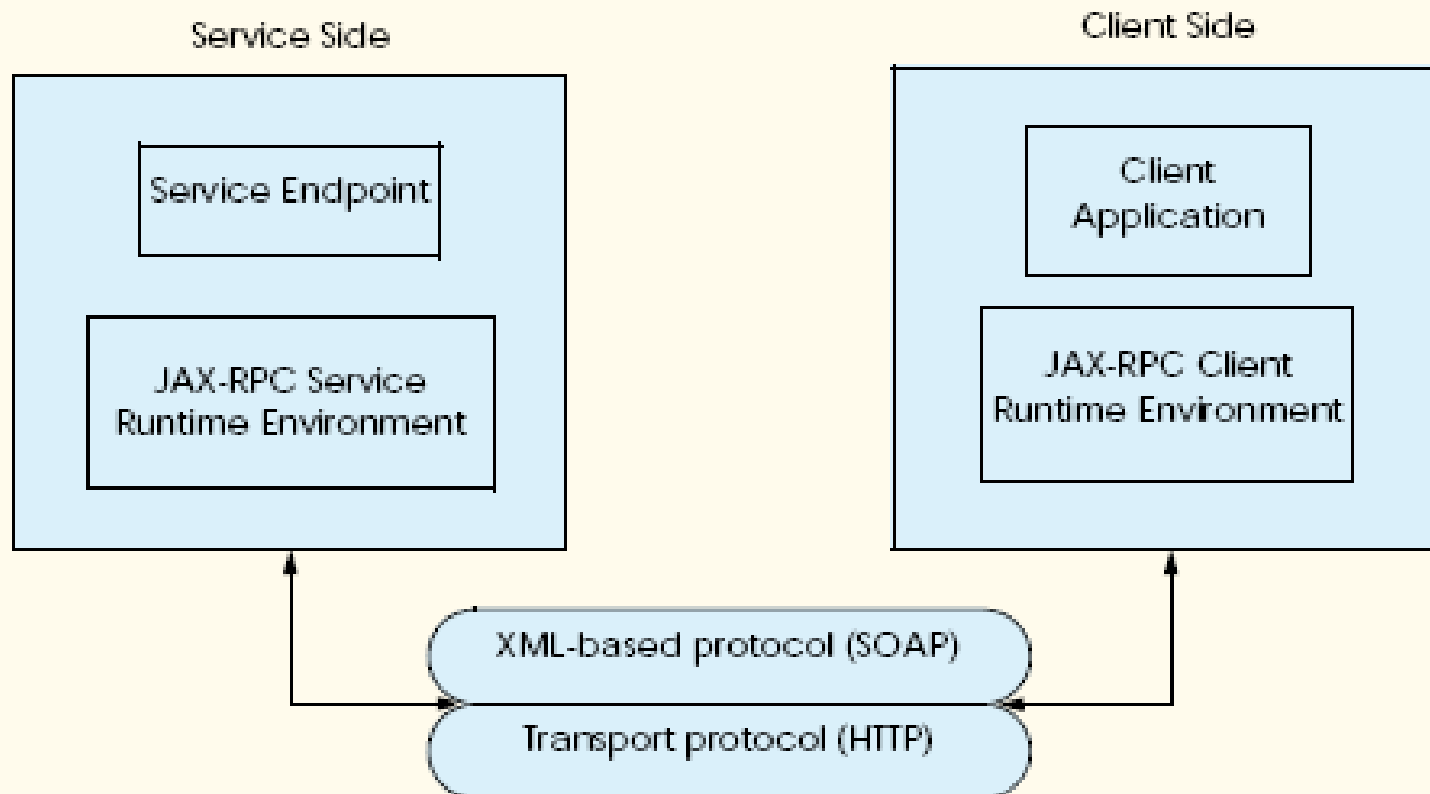 Service Side
Service Endpoint
JAX-RPC Service
Runtime Environment
Client Side
Client
Application
JAX-RPC Client
Runtime Environment
XML-based protocol (SOAP)
Transport protocol (HTTP)